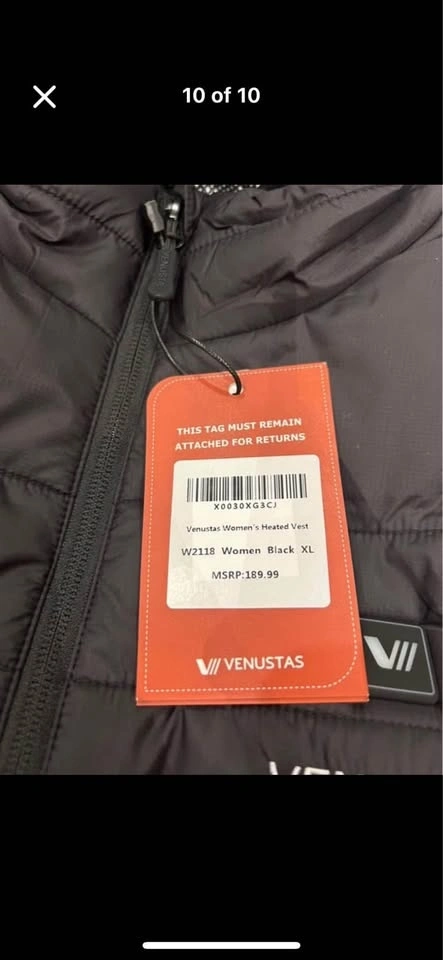 10 of 10
THIS TAG MUST REMAIN
ATTACHED FOR RETURNS
X0030XG3CJ
Venustas Women's Heated Vest
W2118 Women Black XL
MSRP:189.99
VENUSTAS